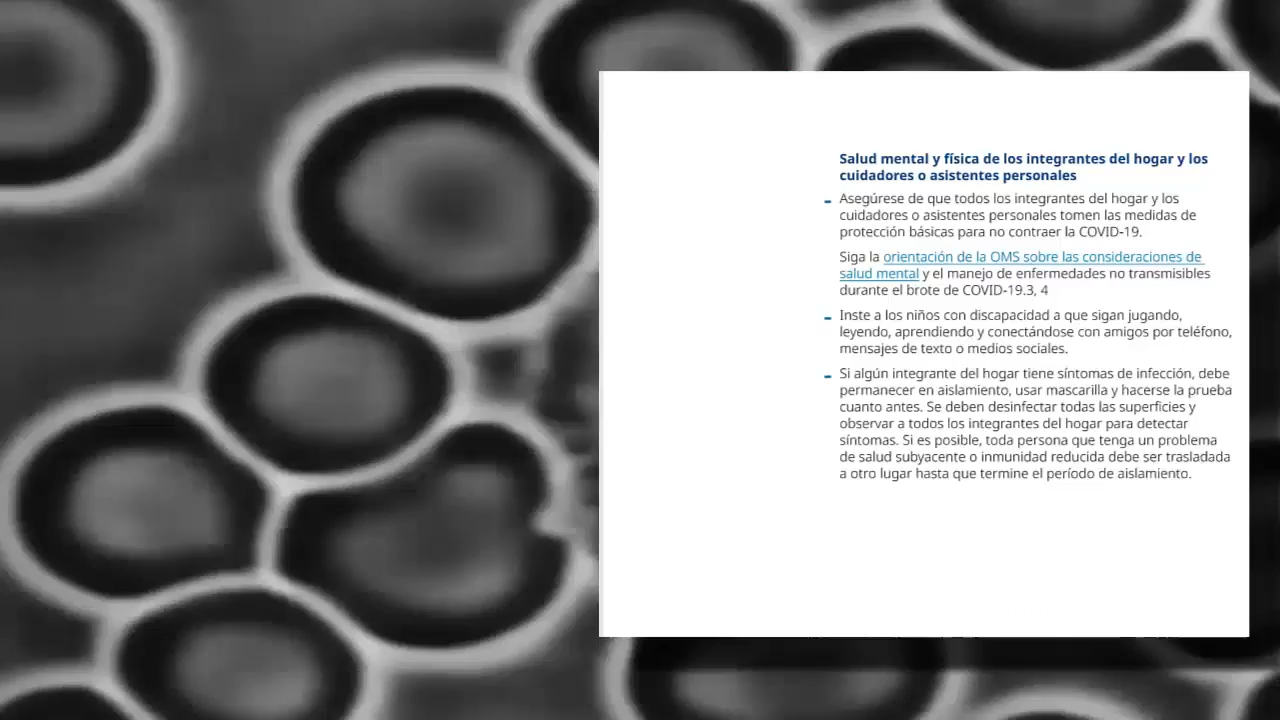 Salud mental y física de los integrantes del hogar y los
cuidadores o asistentes personales
- Asegúrese de que todos los integrantes del hogar y los
cuidadores o asistentes personales tomen las medidas de
protección básicas para no contraer la COVID-19.
Siga la orientación de la OMS sobre las consideraciones de
salud mental y el manejo de enfermedades no transmisibles
durante el brote de COVID-19.3, 4
- Inste a los niños con discapacidad a que sigan jugando,
leyendo, aprendiendo y conectándose con amigos por teléfono,
mensajes de texto o medios sociales.
- Si algún integrante del hogar tiene síntomas de infección, debe
permanecer en aislamiento, usar mascarilla y hacerse la prueba
cuanto antes. Se deben desinfectar todas las superficies y
observar a todos los integrantes del hogar para detectar
síntomas. Si es posible, toda persona que tenga un problema
de salud subyacente o inmunidad reducida debe ser trasladada
a otro lugar hasta que termine el período de aislamiento.